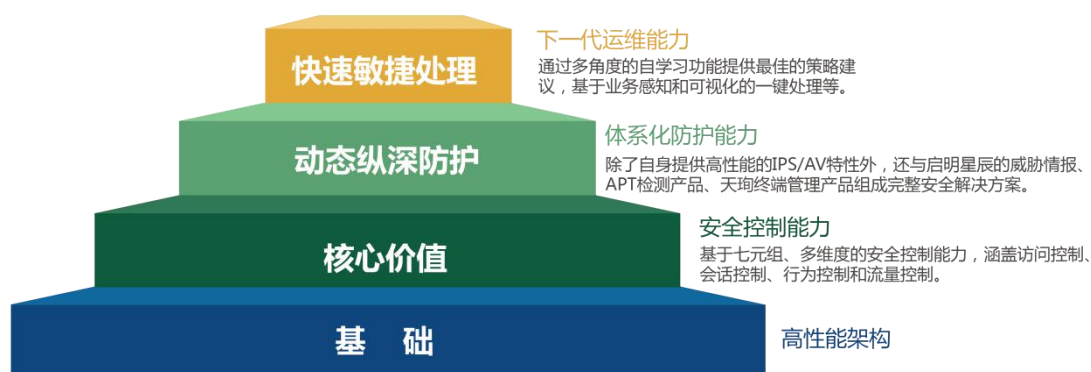 快速敏捷处理
下一代运维能力
通过多角度的自学习功能提供最佳的策略建
议，基于业务感知和可视化的一键处理等。
动态纵深防护
体系化防护能力
除了自身提供高性能的IPS/AV特性外，还与启明星辰的威胁情报、
APT检测产品、天珣终端管理产品组成完整安全解决方案。
核心价值
安全控制能力
基于七元组、多维度的安全控制能力，涵盖访问控制、
会话控制、行为控制和流量控制。
基 础
高性能架构